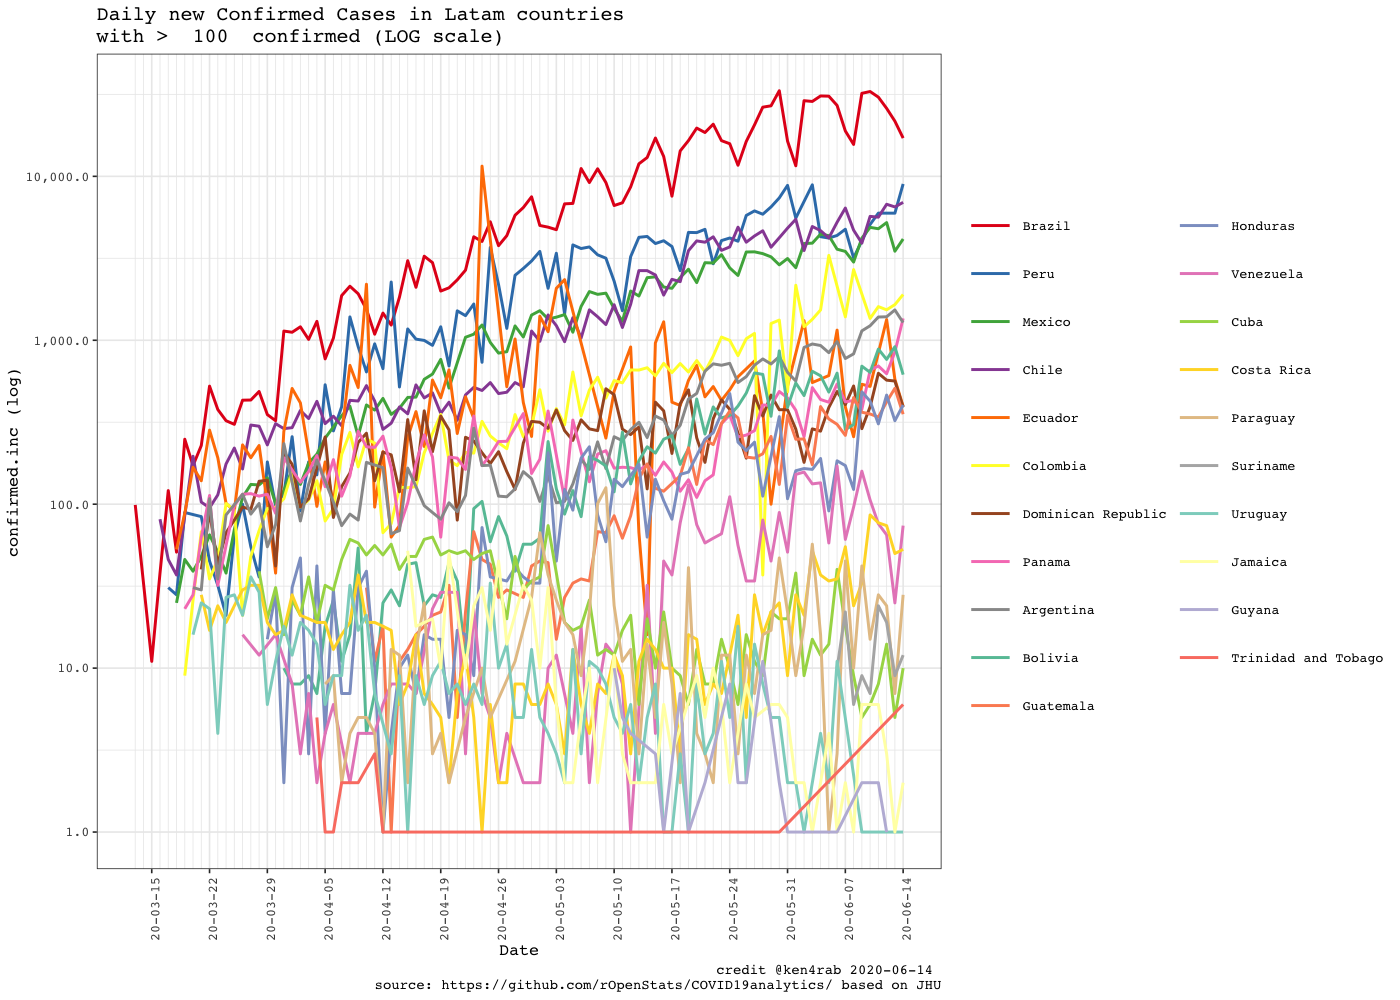 Daily new Confirmed Cases in Latam countries
with >  100  confirmed (LOG scale)
confirmed.inc (log)
10,000.0
1,000.0
100.0
10.0
1.0
20-03-15
20-03-22
20-03-29
20-04-05
20-04-12
20-04-19
20-04-26
20-05-03
20-05-10
20-05-17
20-05-24
20-05-31
20-06-07
20-06-14
Date
Brazil
Peru
Mexico
Chile
Ecuador
Colombia
Dominican Republic
Panama
Argentina
Bolivia
Guatemala
Honduras
Venezuela
Cuba
Costa Rica
Paraguay
Suriname
Uruguay
Jamaica
Guyana
Trinidad and Tobago
credit @ken4rab 2020-06-14
source: https://github.com/rOpenStats/COVID19analytics/ based on JHU